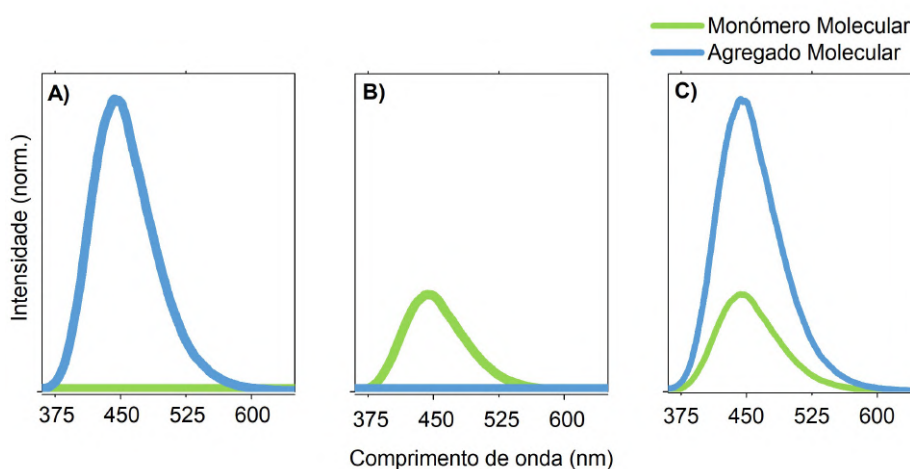 Monómero Molecular
Agregado Molecular
A)
B)
C)
Intensidade (norm.)
375 450 525 600
375 450 525 600
375 450 525 600
Comprimento de onda (nm)